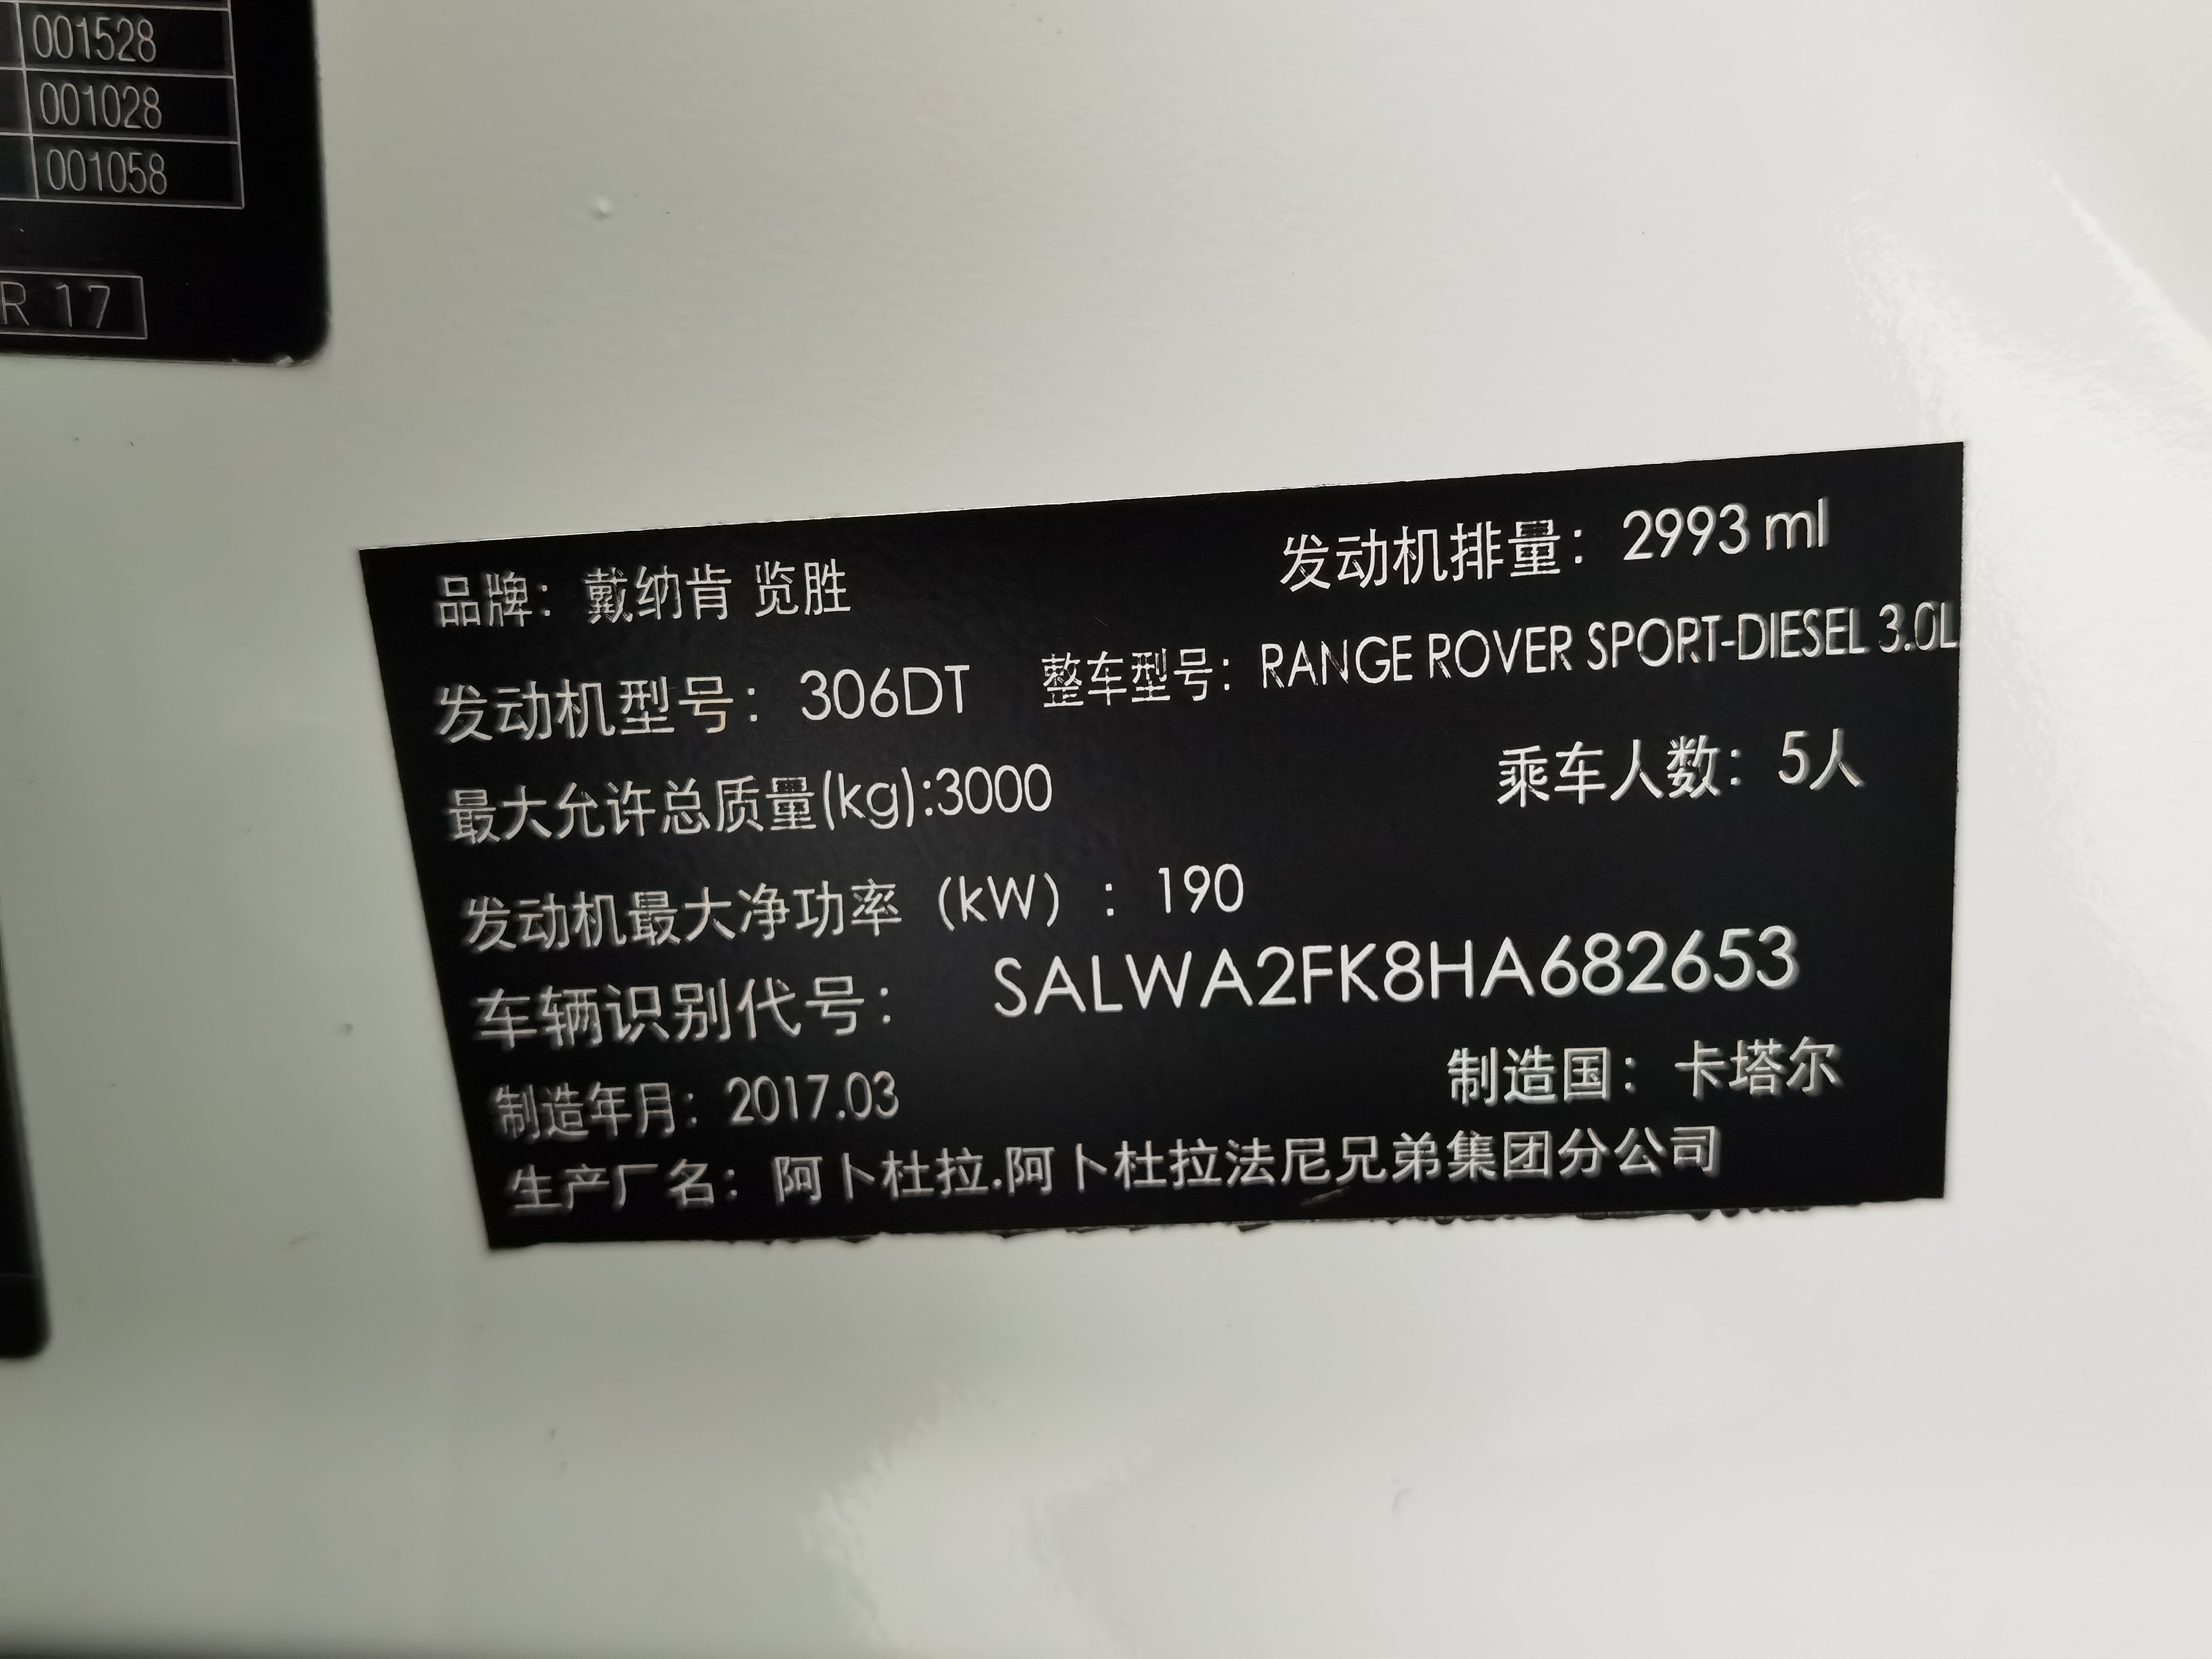 001528
001028
001058
R 17
品牌：戴纳肯 览胜 发动机排量：2993 ml
发动机型号：306DT 整车型号：RANGE ROVER SPORT-DIESEL 3.0L
最大允许总质量(kg):3000 乘车人数：5人
发动机最大净功率（kW）：190
车辆识别代号：SALWA2FK8HA682653
制造年月：2017.03 制造国：卡塔尔
生产厂名：阿卜杜拉.阿卜杜拉法尼兄弟集团分公司